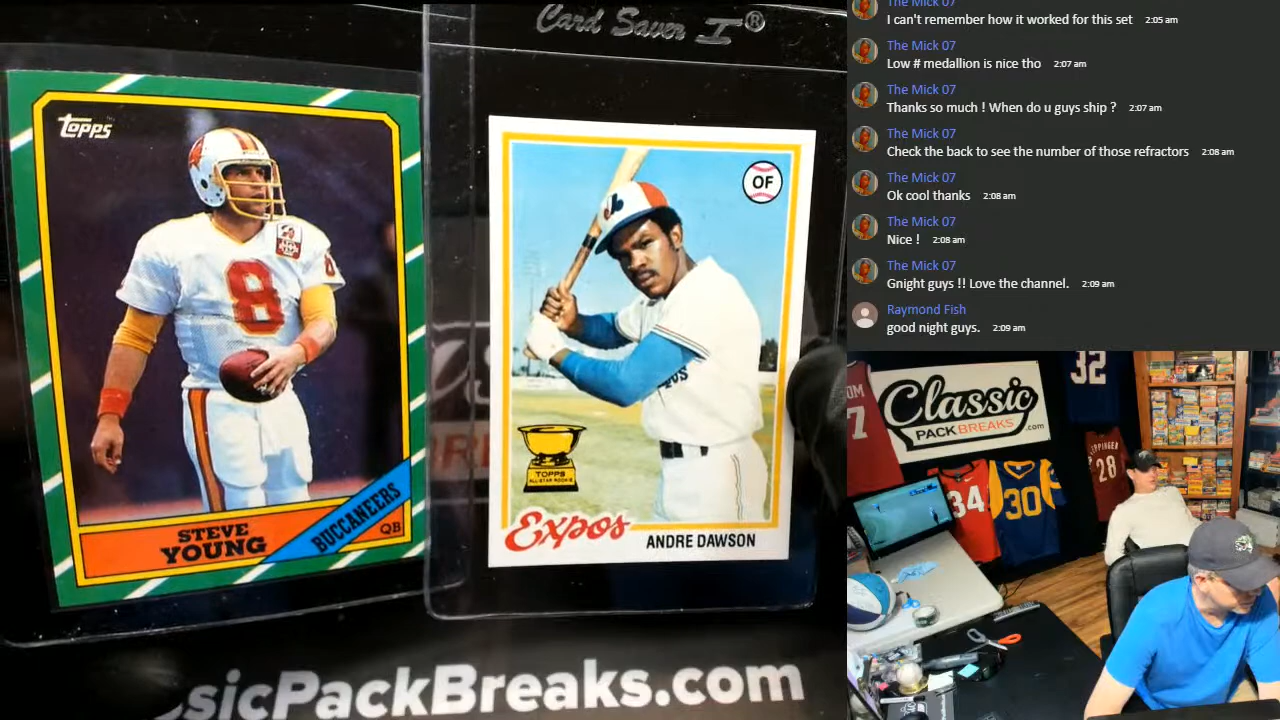 Card Saver I®
Topps
8
8
STEVE
YOUNG
BUCCANEERS
QB
OF
TOPPS
ALL-STAR ROOKIE
Expos
ANDRE DAWSON
sicPackBreaks.com
I can't remember how it worked for this set 2:05 am
The Mick 07
Low # medallion is nice tho 2:07 am
The Mick 07
Thanks so much ! When do u guys ship ? 2:07 am
The Mick 07
Check the back to see the number of those refractors 2:08 am
The Mick 07
Ok cool thanks 2:08 am
The Mick 07
Nice ! 2:08 am
The Mick 07
Gnight guys !! Love the channel. 2:09 am
Raymond Fish
good night guys. 2:09 am
Classic
PACK BREAKS.com
32
7
34
30
28